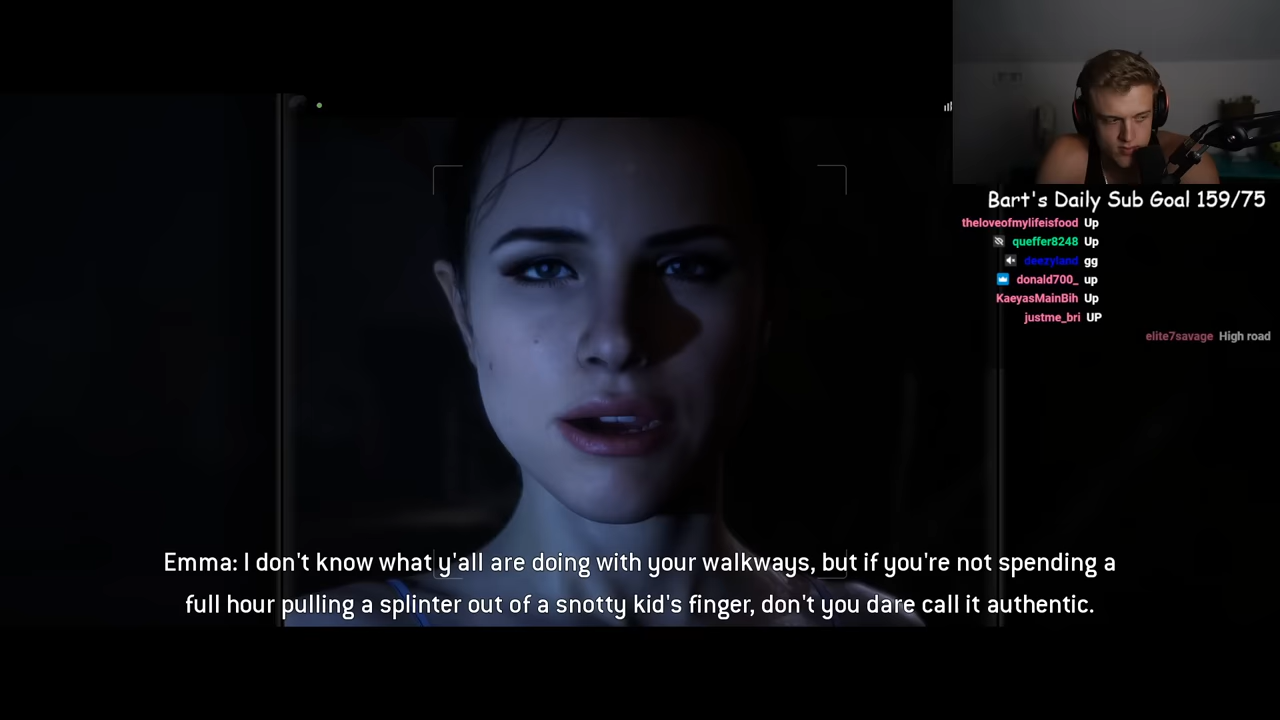 Bart's Daily Sub Goal 159/75
theloveofmylifeisfood Up
queffer8248 Up
deezyland gg
donald700_ up
KaeyasMainBih Up
justme_bri UP
elite7savage High road
Emma: I don't know what y'all are doing with your walkways, but if you're not spending a
full hour pulling a splinter out of a snotty kid's finger, don't you dare call it authentic.